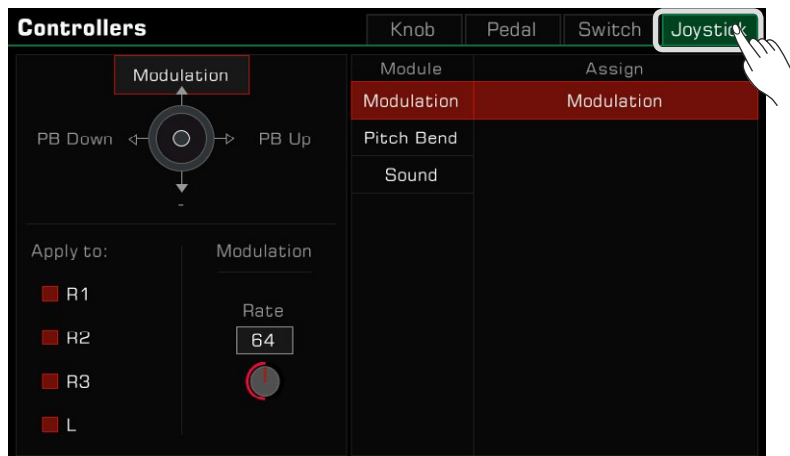 Controllers Knob Pedal Switch Joystick
Modulation
PB Down PB Up
-
Module Assign
Modulation Modulation
Pitch Bend
Sound
Apply to:
R1
R2
R3
L
Modulation
Rate
64